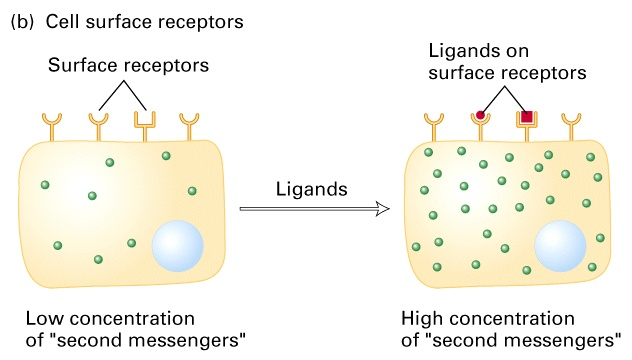 (b) Cell surface receptors
Surface receptors
Ligands on
surface receptors
Ligands
Low concentration
of "second messengers"
High concentration
of "second messengers"